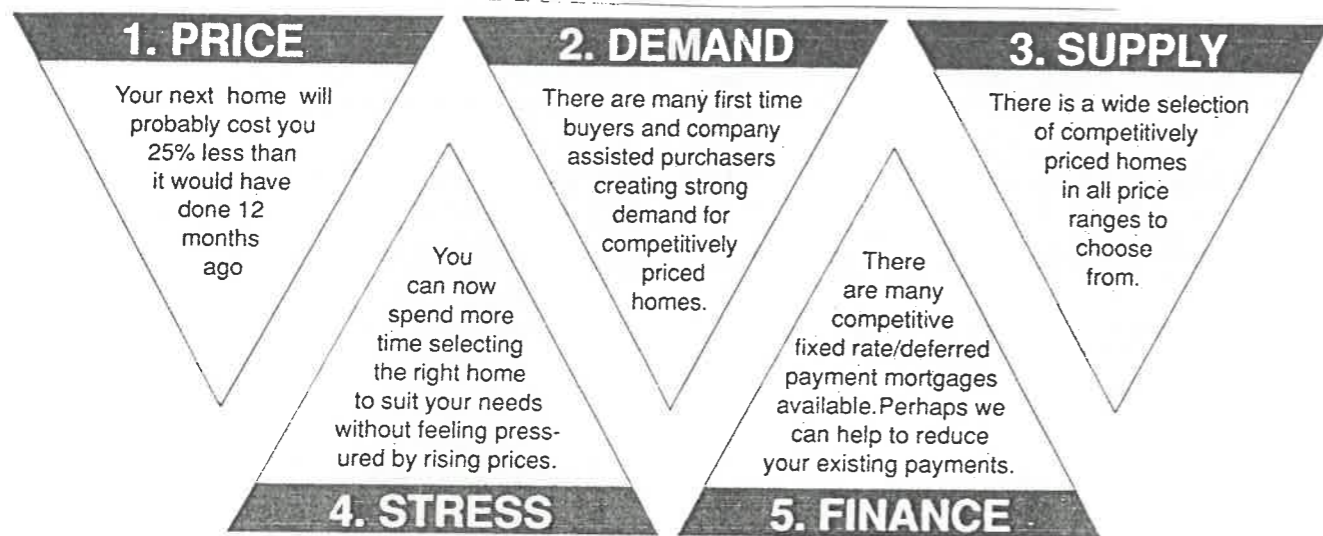 1. PRICE
Your next home will
probably cost you
25% less than
it would have
done 12
months
ago
2. DEMAND
There are many first time
buyers and company
assisted purchasers
creating strong
demand for
competitively
priced
homes.
3. SUPPLY
There is a wide selection
of competitively
priced homes
in all price
ranges to
choose
from.
You
can now
spend more
time selecting
the right home
to suit your needs
without feeling press-
ured by rising prices.
4. STRESS
There
are many
competitive
fixed rate/deferred
payment mortgages
available.Perhaps we
can help to reduce
your existing payments.
5. FINANCE